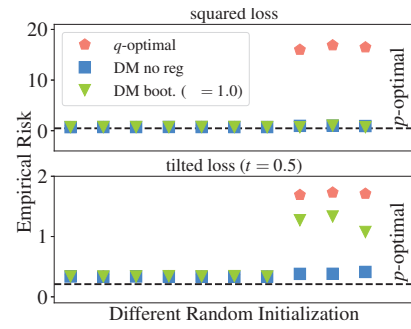 squared loss
20
10
0
q-optimal
DM no reg
DM boot. ( = 1.0)
p-optimal
tilted loss (t = 0.5)
2
1
0
p-optimal
Empirical Risk
Different Random Initialization